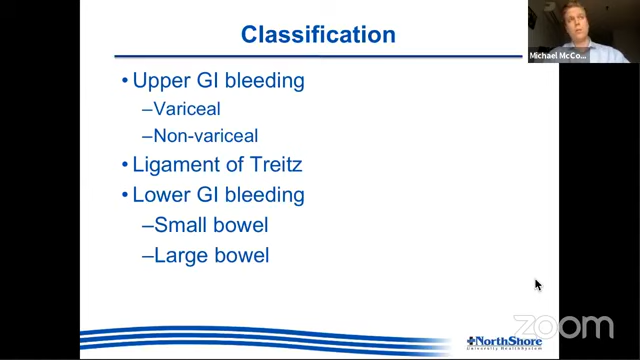 Classification
Michael McCo...
• Upper GI bleeding
–Variceal
–Non-variceal
• Ligament of Treitz
• Lower GI bleeding
–Small bowel
–Large bowel
zoom
NorthShore
University HealthSystem